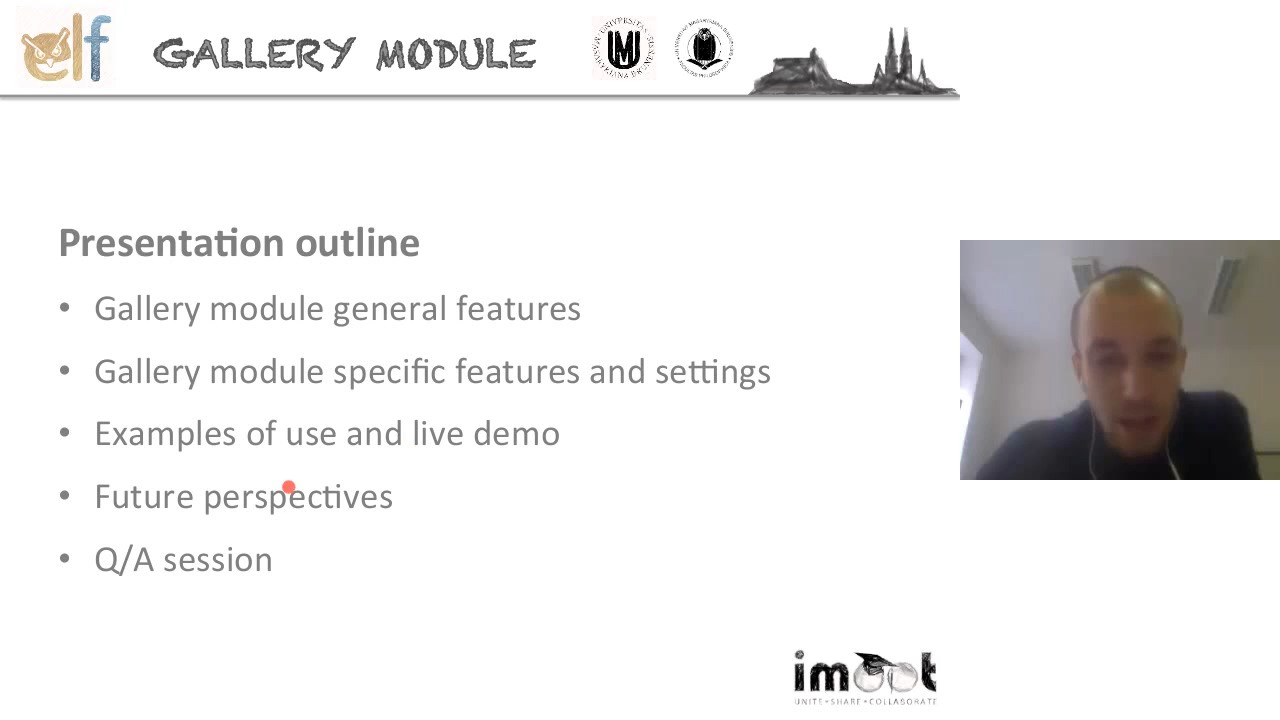 elf
GALLERY MODULE
MU
Presentation outline
• Gallery module general features
• Gallery module specific features and settings
• Examples of use and live demo
• Future perspectives
• Q/A session
imoot
UNITE • SHARE • COLLABORATE